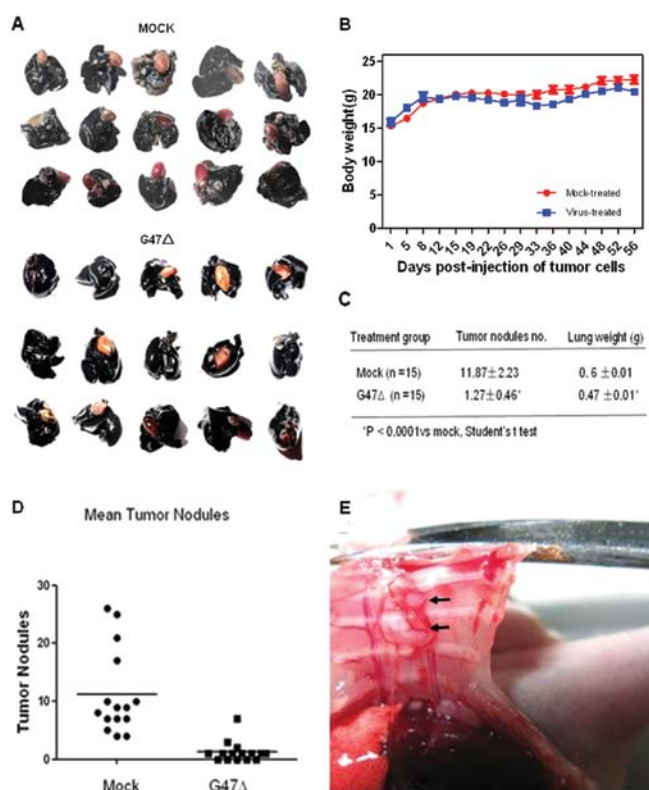 A
MOCK
G47Δ
B
Body weight(g)
25
20
15
10
5
0
Mock-treated
Virus-treated
1 5 8 12 15 19 22 26 29 33 36 40 44 48 52 56
Days post-injection of tumor cells
C
Treatment group Tumor nodules no. Lung weight (g)
Mock (n =15) 11.87±2.23 0. 6 ±0.01
G47Δ (n =15) 1.27±0.46* 0.47 ±0.01*
*P < 0.0001vs mock, Student's t test
D
Mean Tumor Nodules
Tumor Nodules
30
20
10
0
Mock G47Δ
E